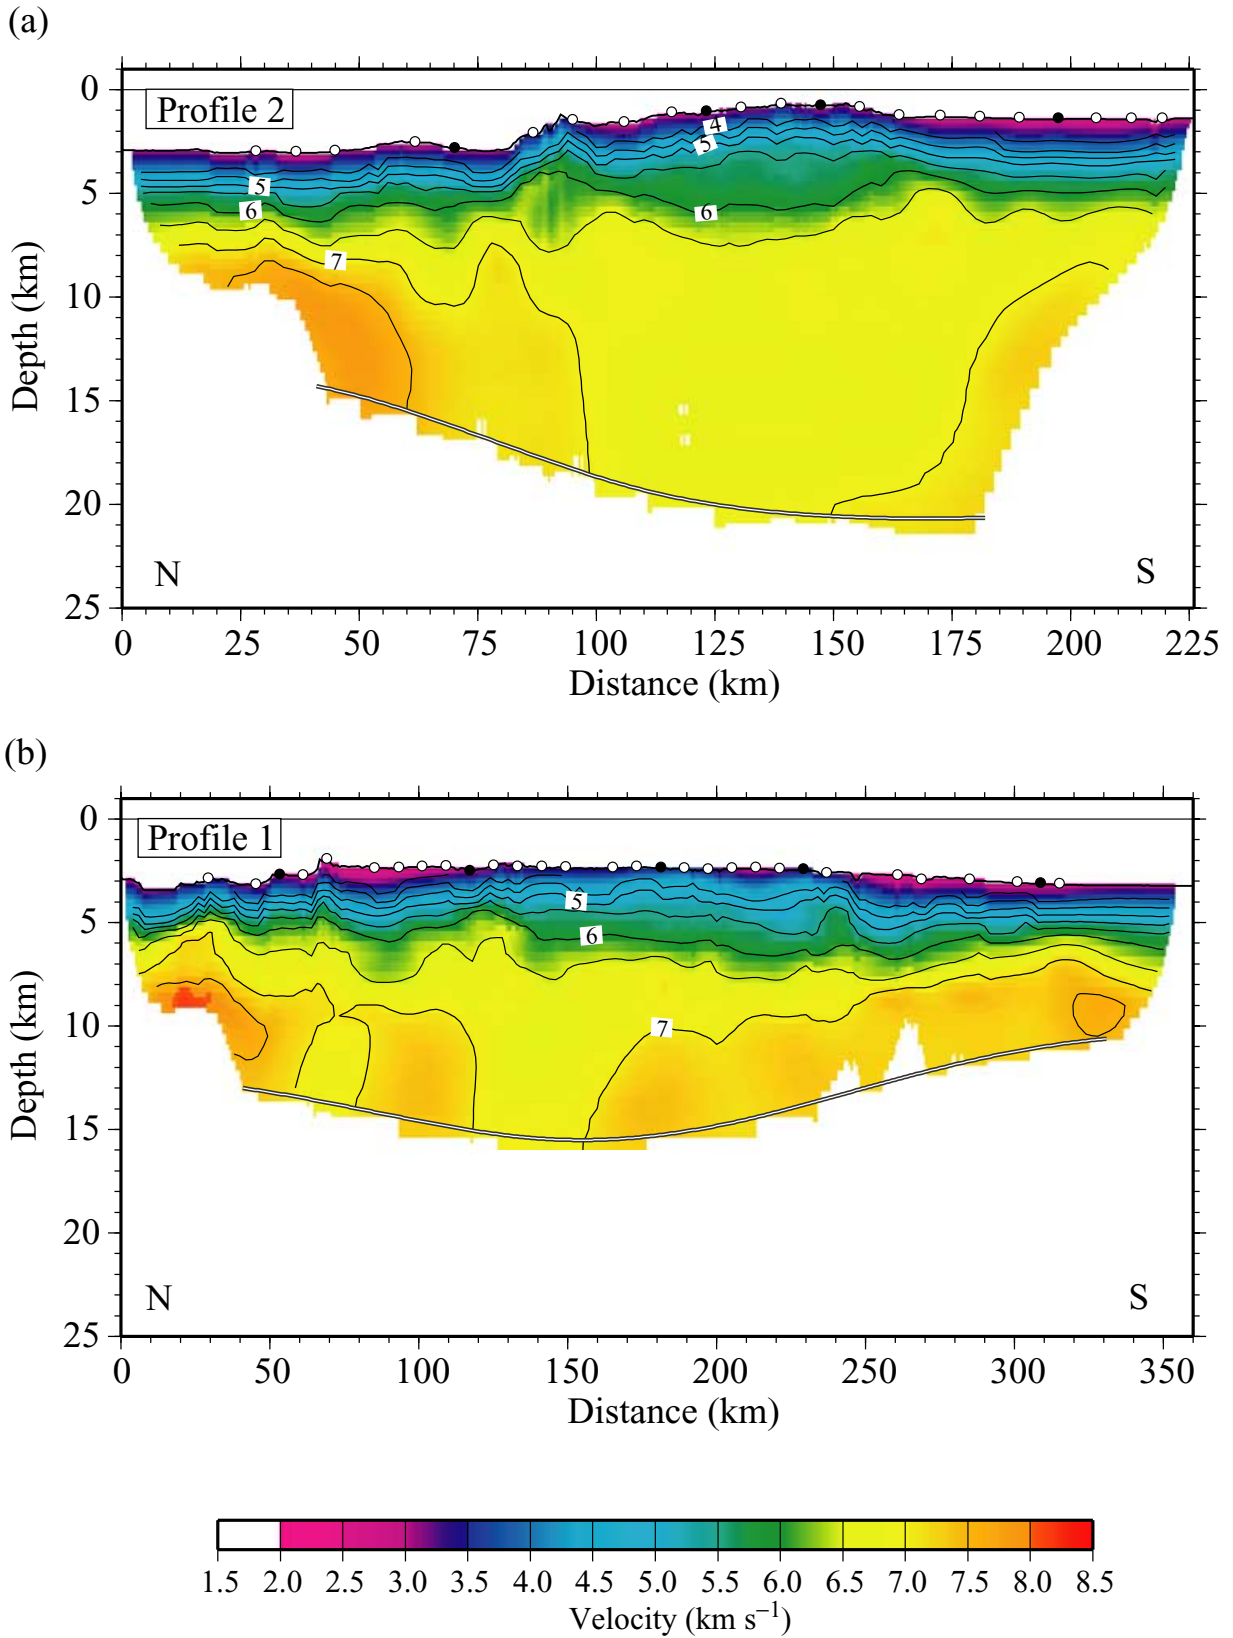 (a)
0
Profile 2
4
5
5
5
6
6
7
Depth (km)
10
15
20
N
S
25
0 25 50 75 100 125 150 175 200 225
Distance (km)
(b)
0
Profile 1
5
5
6
7
Depth (km)
10
15
20
N
S
25
0 50 100 150 200 250 300 350
Distance (km)
1.5 2.0 2.5 3.0 3.5 4.0 4.5 5.0 5.5 6.0 6.5 7.0 7.5 8.0 8.5
Velocity (km s⁻¹)